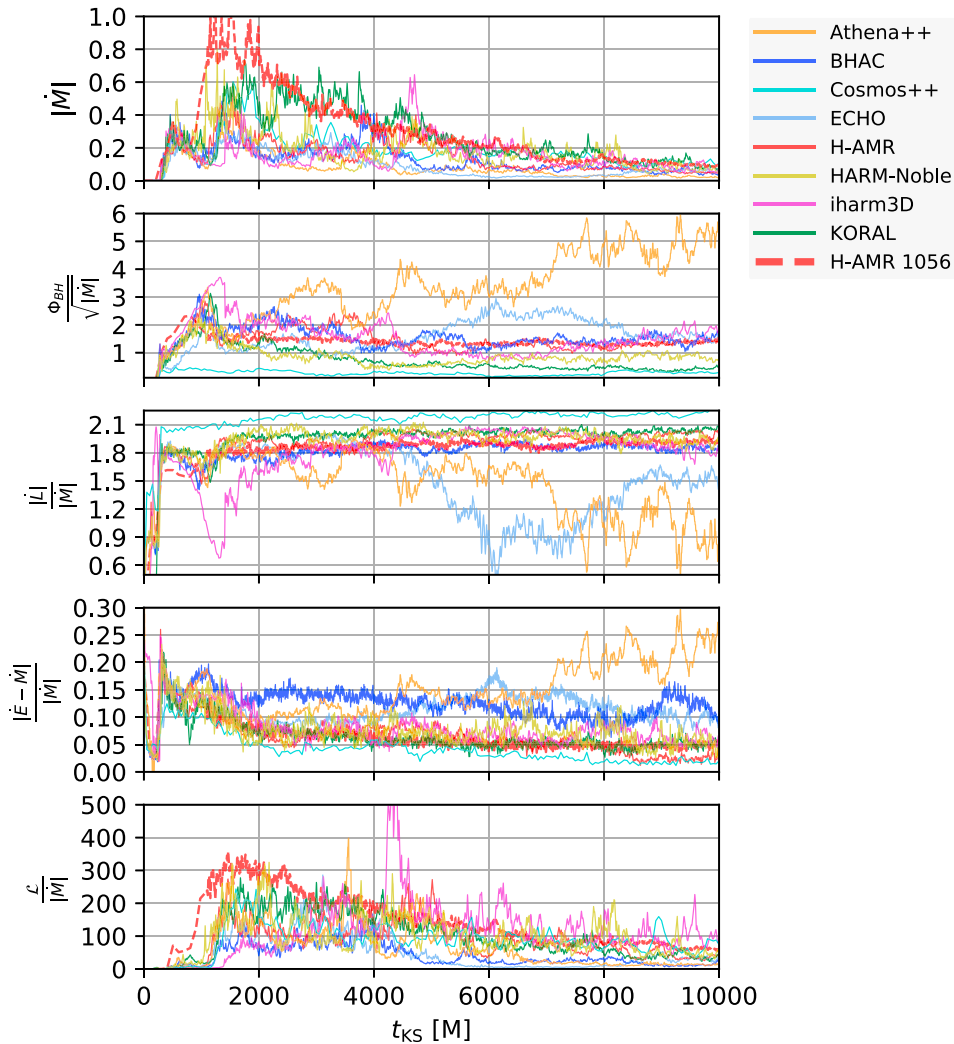 1.0
0.8
0.6
0.4
0.2
0.0
|Ṁ|
6
5
4
3
2
1
Φ_BH / √|Ṁ|
2.1
1.8
1.5
1.2
0.9
0.6
|L̇| / |Ṁ|
0.30
0.25
0.20
0.15
0.10
0.05
0.00
|Ė − Ṁ| / |Ṁ|
500
400
300
200
100
0
ℒ / |Ṁ|
0 2000 4000 6000 8000 10000
t_KS [M]
Athena++
BHAC
Cosmos++
ECHO
H-AMR
HARM-Noble
iharm3D
KORAL
H-AMR 1056